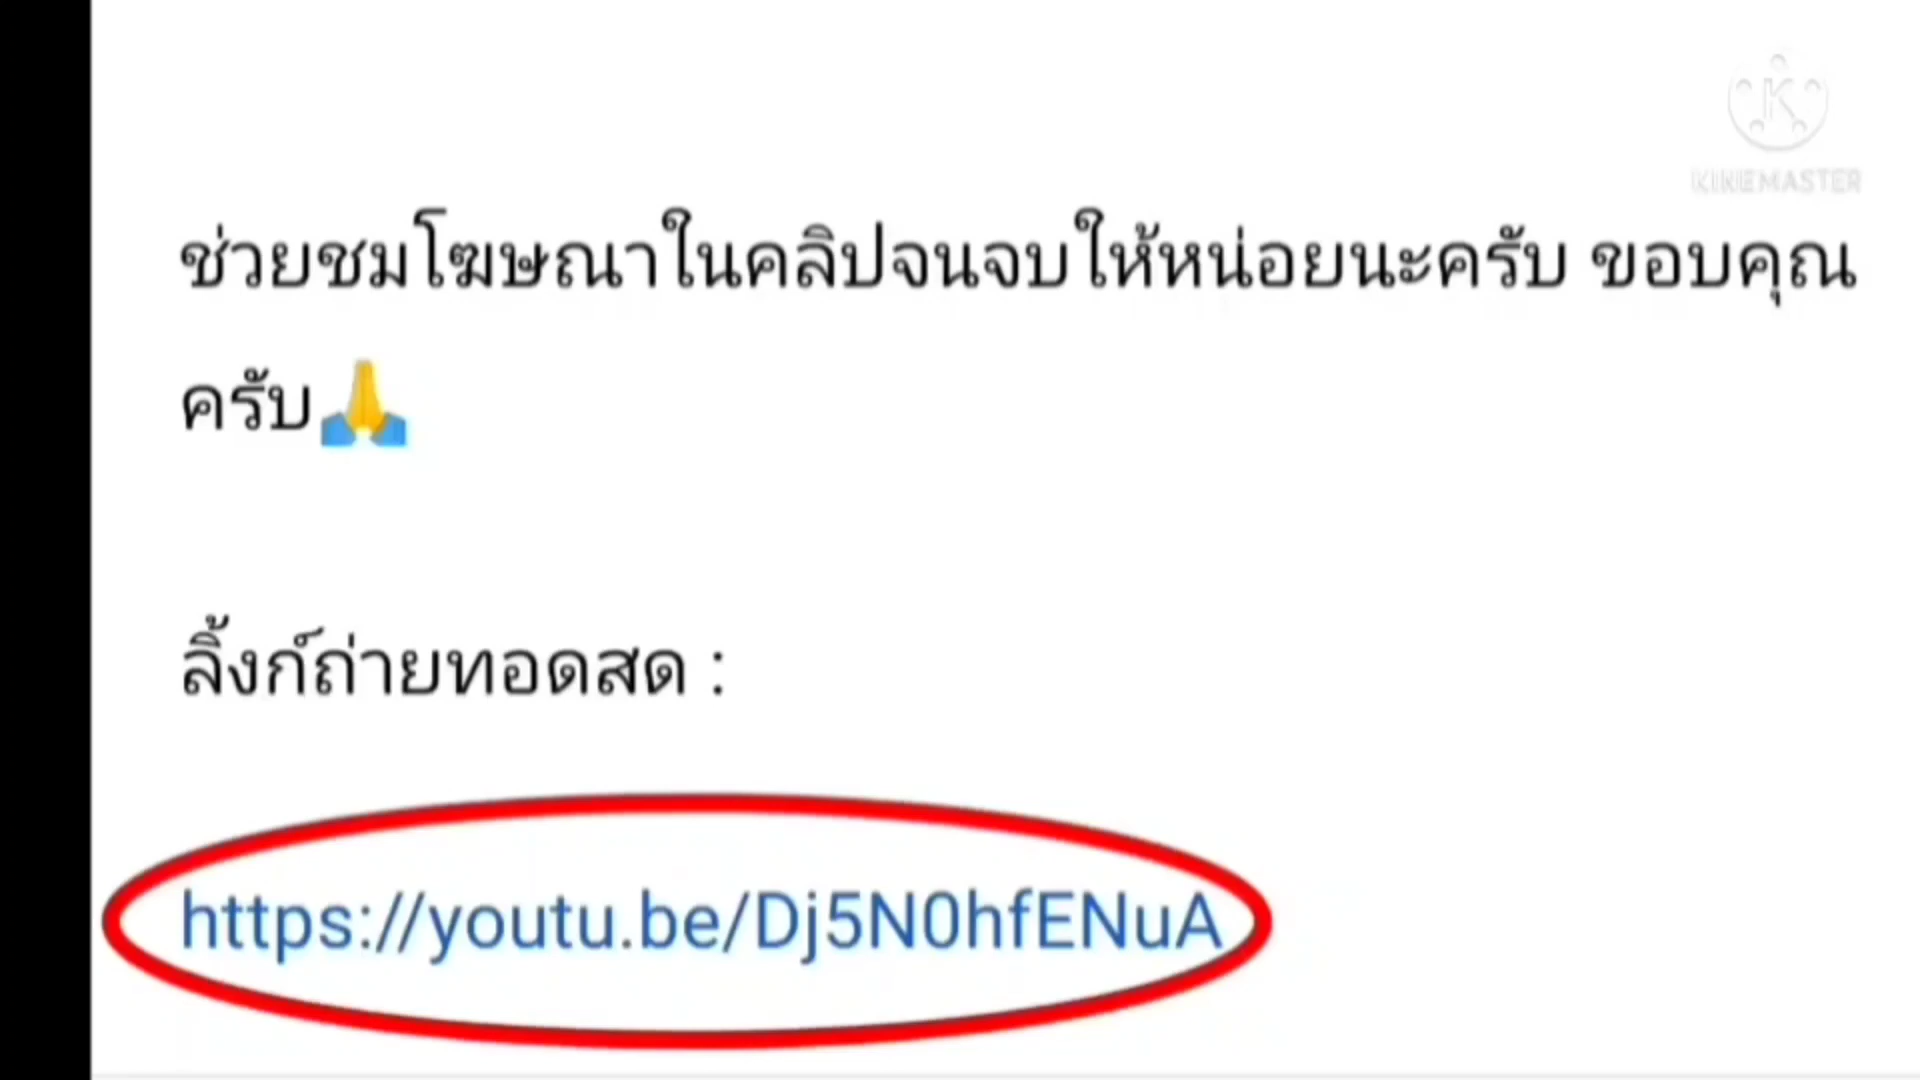 KINEMASTER
ช่วยชมโฆษณาในคลิปจนจบให้หน่อยนะครับ ขอบคุณ
ครับ🙏
ลิ้งก์ถ่ายทอดสด :
https://youtu.be/Dj5N0hfENuA